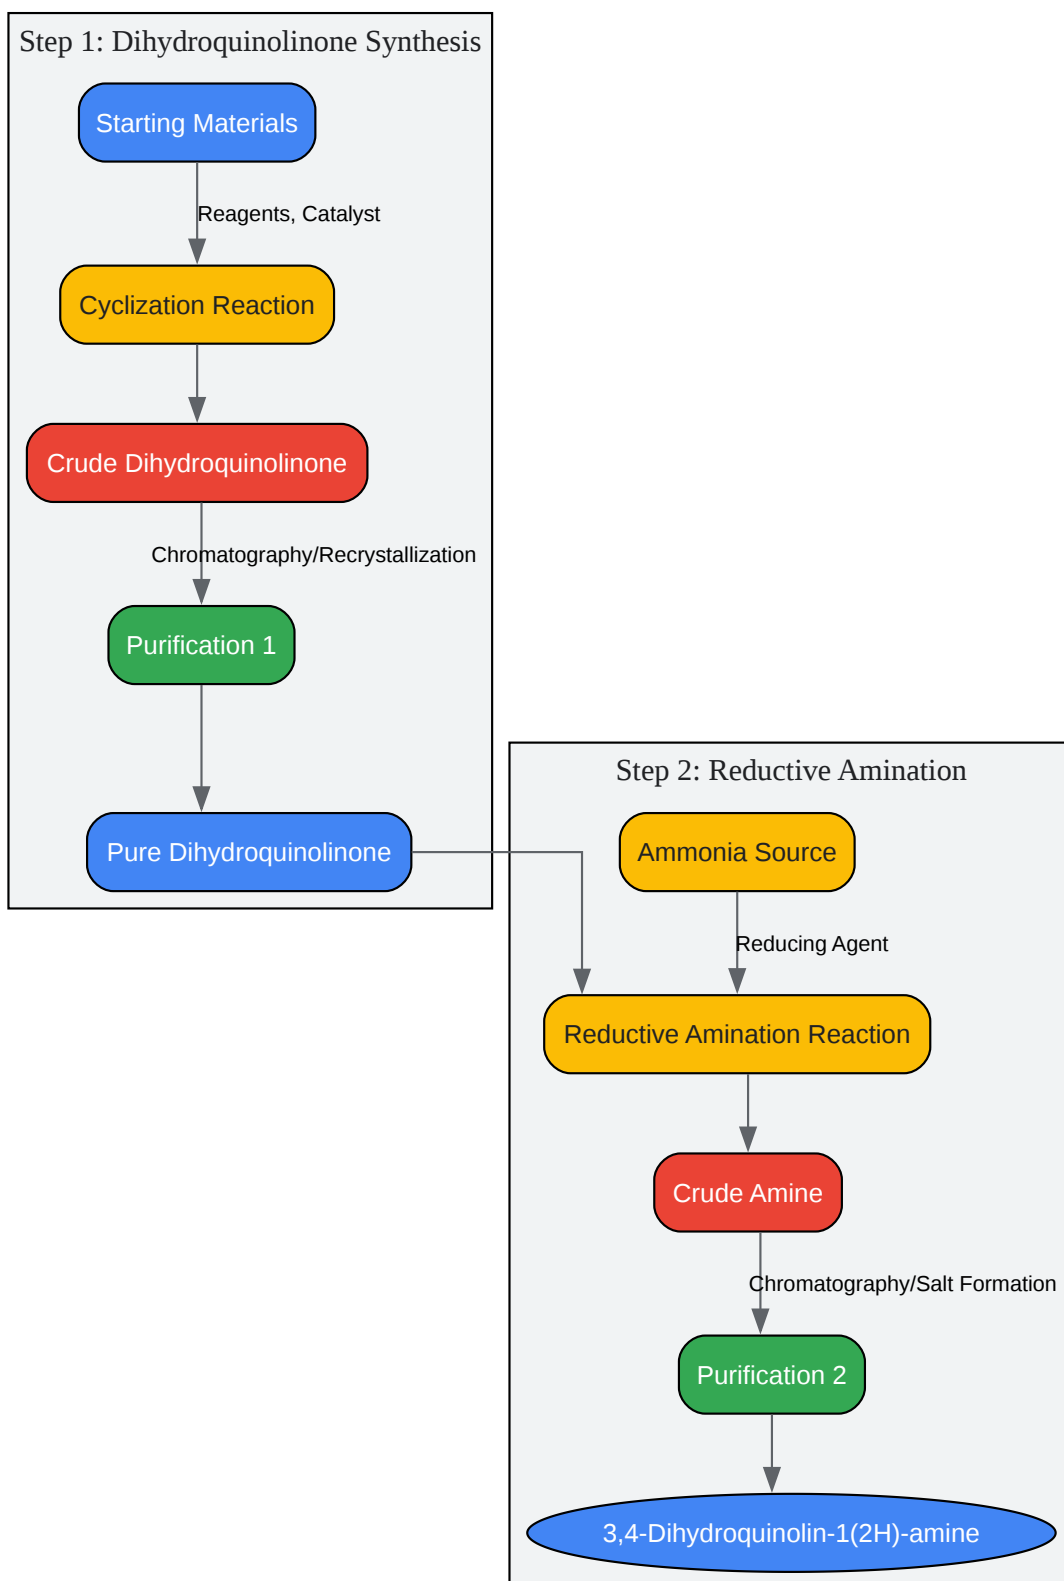 Step 1: Dihydroquinolinone Synthesis
Starting Materials
Reagents, Catalyst
Cyclization Reaction
Crude Dihydroquinolinone
Chromatography/Recrystallization
Purification 1
Pure Dihydroquinolinone
Step 2: Reductive Amination
Ammonia Source
Reducing Agent
Reductive Amination Reaction
Crude Amine
Chromatography/Salt Formation
Purification 2
3,4-Dihydroquinolin-1(2H)-amine